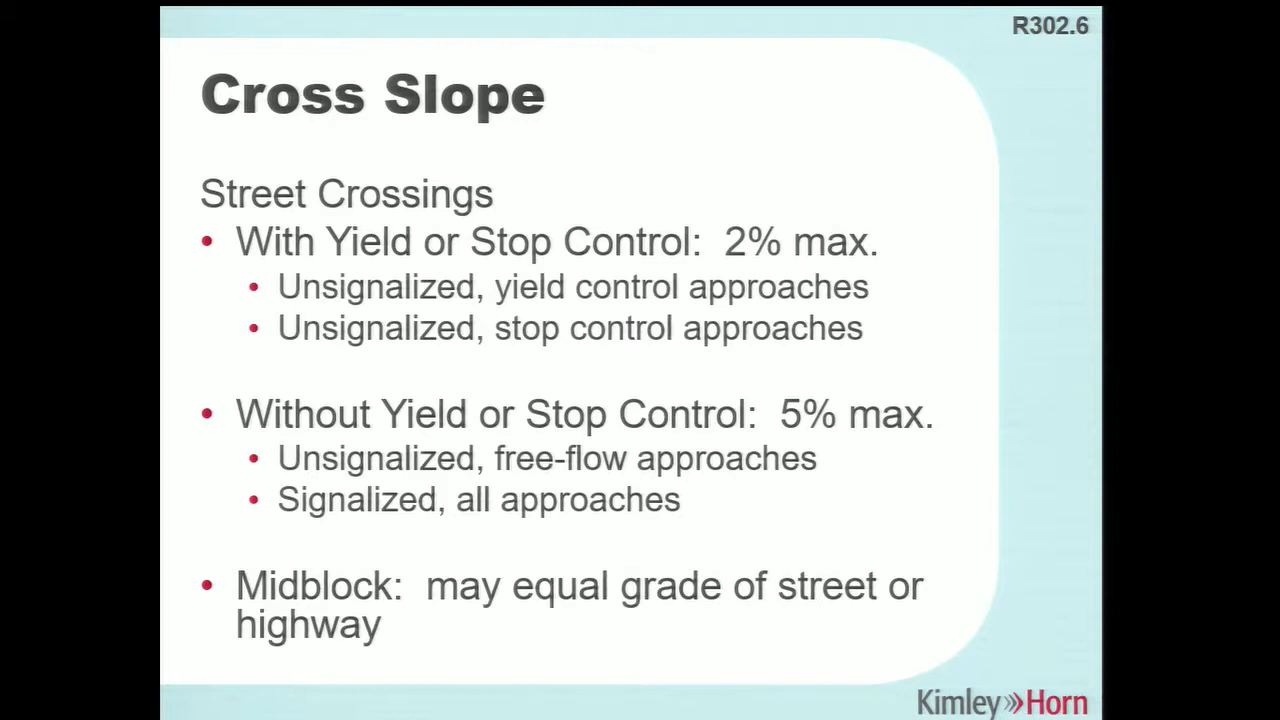 R302.6
Cross Slope
Street Crossings
• With Yield or Stop Control: 2% max.
• Unsignalized, yield control approaches
• Unsignalized, stop control approaches
• Without Yield or Stop Control: 5% max.
• Unsignalized, free-flow approaches
• Signalized, all approaches
• Midblock: may equal grade of street or
highway
Kimley»Horn